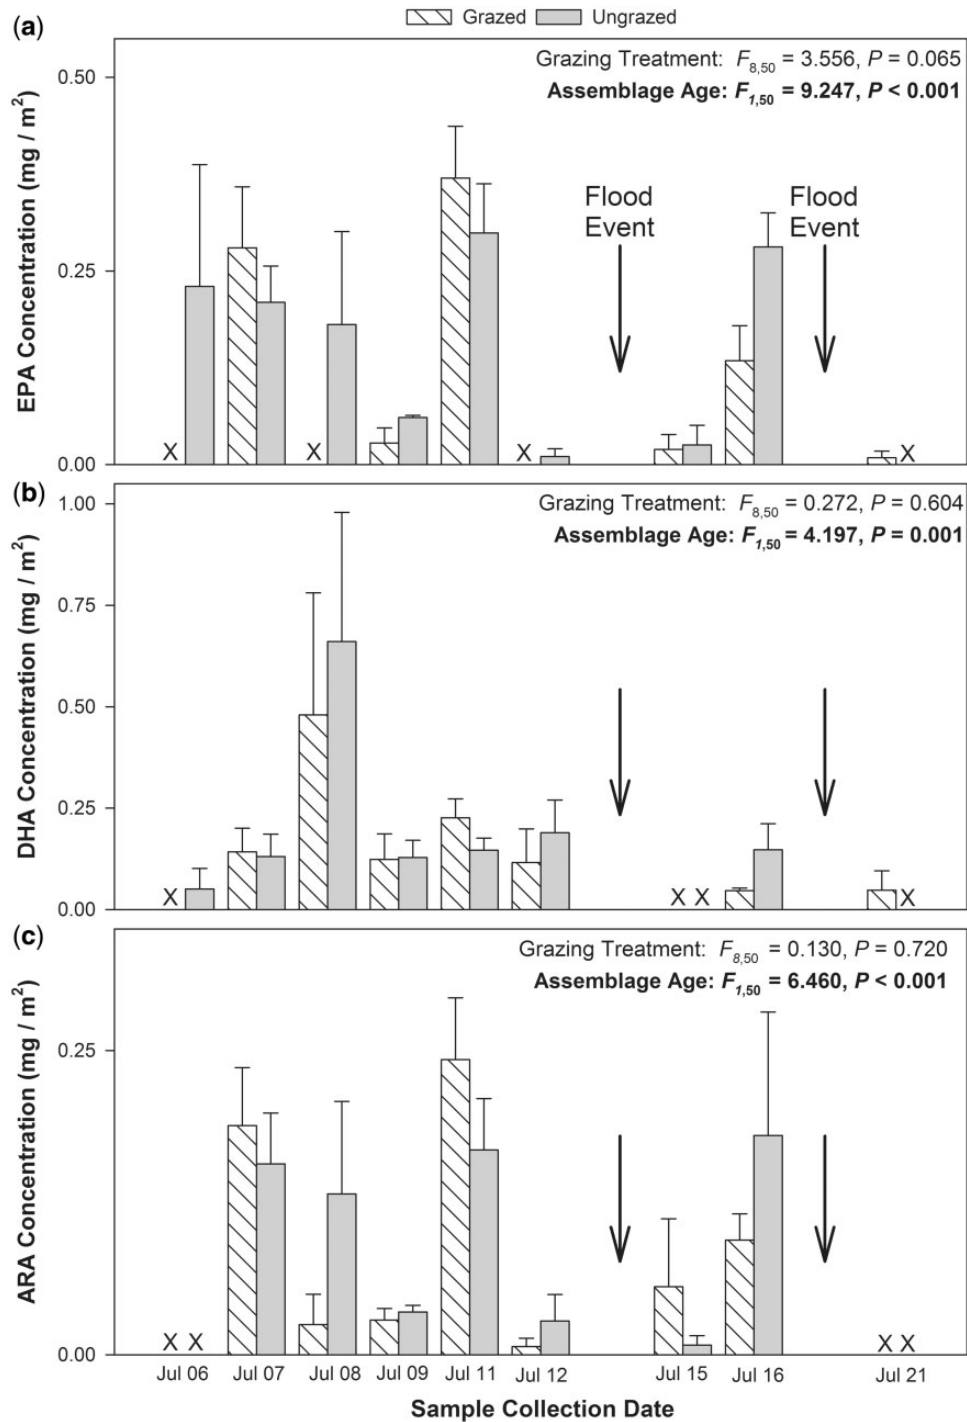 Grazed Ungrazed
(a)
Grazing Treatment: F8,50 = 3.556, P = 0.065
Assemblage Age: F1,50 = 9.247, P < 0.001
EPA Concentration (mg / m²)
0.50
0.25
0.00
Flood Event
Flood Event
X
X
X
X
(b)
Grazing Treatment: F8,50 = 0.272, P = 0.604
Assemblage Age: F1,50 = 4.197, P = 0.001
DHA Concentration (mg / m²)
1.00
0.75
0.50
0.25
0.00
X
X X
X
(c)
Grazing Treatment: F8,50 = 0.130, P = 0.720
Assemblage Age: F1,50 = 6.460, P < 0.001
ARA Concentration (mg / m²)
0.25
0.00
X X
X X
Jul 06 Jul 07 Jul 08 Jul 09 Jul 11 Jul 12 Jul 15 Jul 16 Jul 21
Sample Collection Date